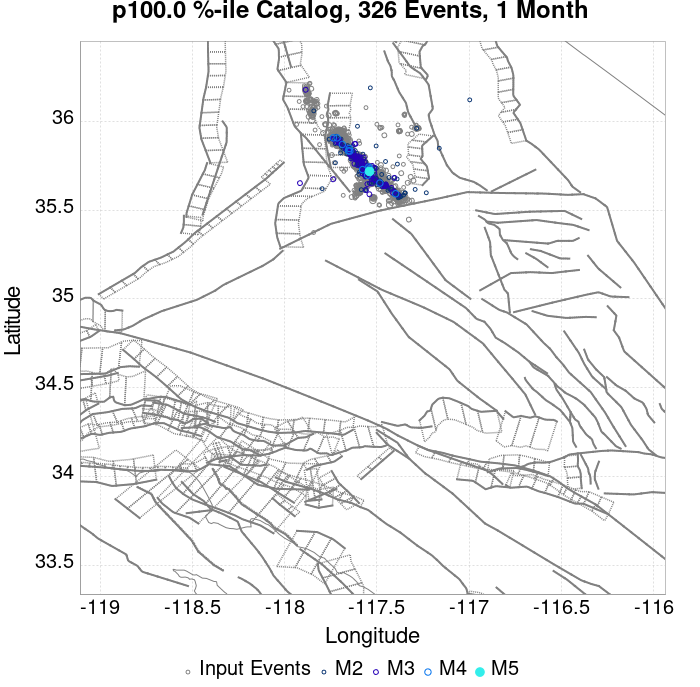 p100.0 %-ile Catalog, 326 Events, 1 Month
36
35.5
35
34.5
34
33.5
Latitude
-119 -118.5 -118 -117.5 -117 -116.5 -116
Longitude
Input Events M2 M3 M4 M5